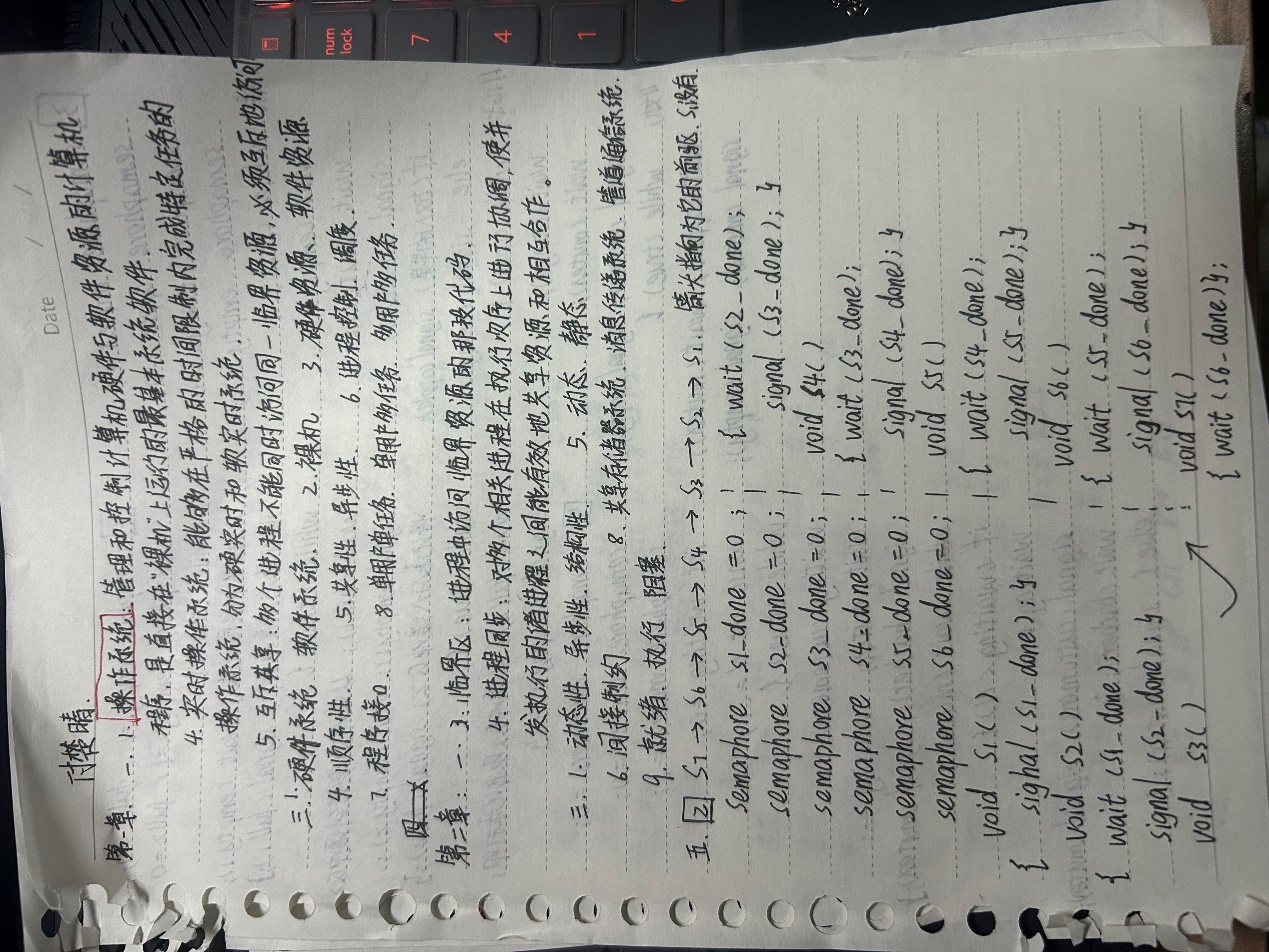 Date / /
付楚晴.
第一章. 一. 1. 操作系统: 管理和控制计算机硬件与软件资源的计算机
程序, 是直接在"裸机"上运行的最基本系统软件.
4. 实时操作系统: 能够在严格的时间限制内完成特定任务的
操作系统, 分为硬实时和软实时系统.
5. 互斥共享: 多个进程不能同时访问同一临界资源, 必须互斥地访问
三. 1. 硬件系统 软件系统. 2. 裸机 3. 硬件资源、软件资源
4. 顺序性 5. 共享性. 异步性 6. 进程控制 调度
7. 程序接口 8. 单用户单任务 单用户多任务 多用户多任务.
第二章: 一. 3. 临界区: 进程中访问临界资源的那段代码.
4. 进程同步: 对多个相关进程在执行次序上进行协调, 使并
发执行的诸进程之间能有效地共享资源和相互合作。
三. 1. 动态性. 异步性. 结构性 5. 动态 静态
6. 间接制约 8. 共享存储器系统. 消息传递系统. 管道通信系统.
9. 就绪. 执行 阻塞.
五. 2 S7 → S6 → S5 → S4 → S3 → S2 → S1. 箭头指向为它的前驱. S1没有.
semaphore s1_done = 0;
semaphore s2_done = 0;
semaphore s3_done = 0;
semaphore s4_done = 0;
semaphore s5_done = 0;
semaphore s6_done = 0;
void s1( )
{ signal (s1_done); }
void s2( )
{ wait (s1_done);
signal (s2_done); }
void s3( )
{ wait (s2_done);
signal (s3_done); }
void s4( )
{ wait (s3_done);
signal (s4_done); }
void s5( )
{ wait (s4_done);
signal (s5_done); }
void s6( )
{ wait (s5_done);
signal (s6_done); }
void s7( )
{ wait (s6_done) };
num
lock
7
4
1